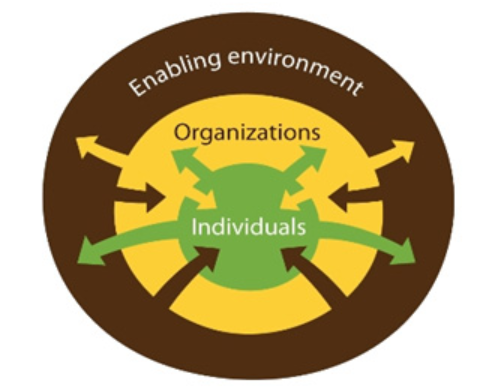 Enabling environment
Organizations
Individuals